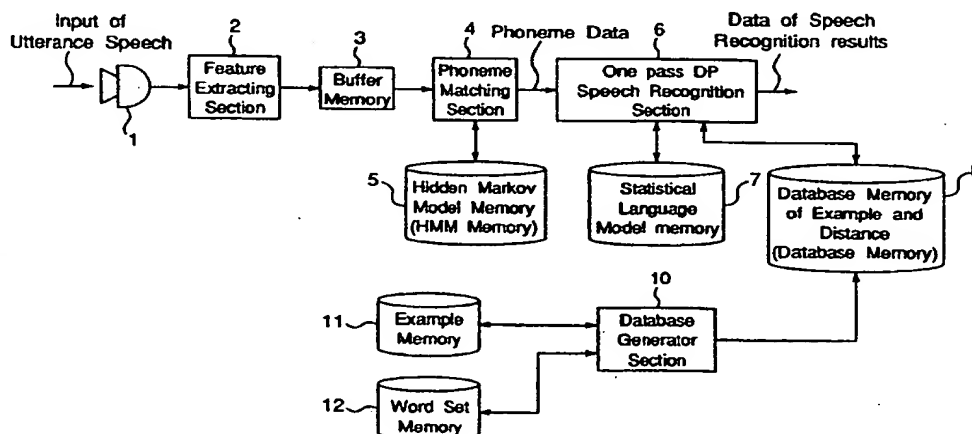 Input of
Utterance Speech
1
2
Feature
Extracting
Section
3
Buffer
Memory
4
Phoneme
Matching
Section
Phoneme Data
6
One pass DP
Speech Recognition
Section
Data of Speech
Recognition results
5
Hidden Markov
Model Memory
(HMM Memory)
Statistical
Language
Model memory
7
Database Memory
of Example and
Distance
(Database Memory)
11
Example
Memory
10
Database
Generator
Section
12
Word Set
Memory